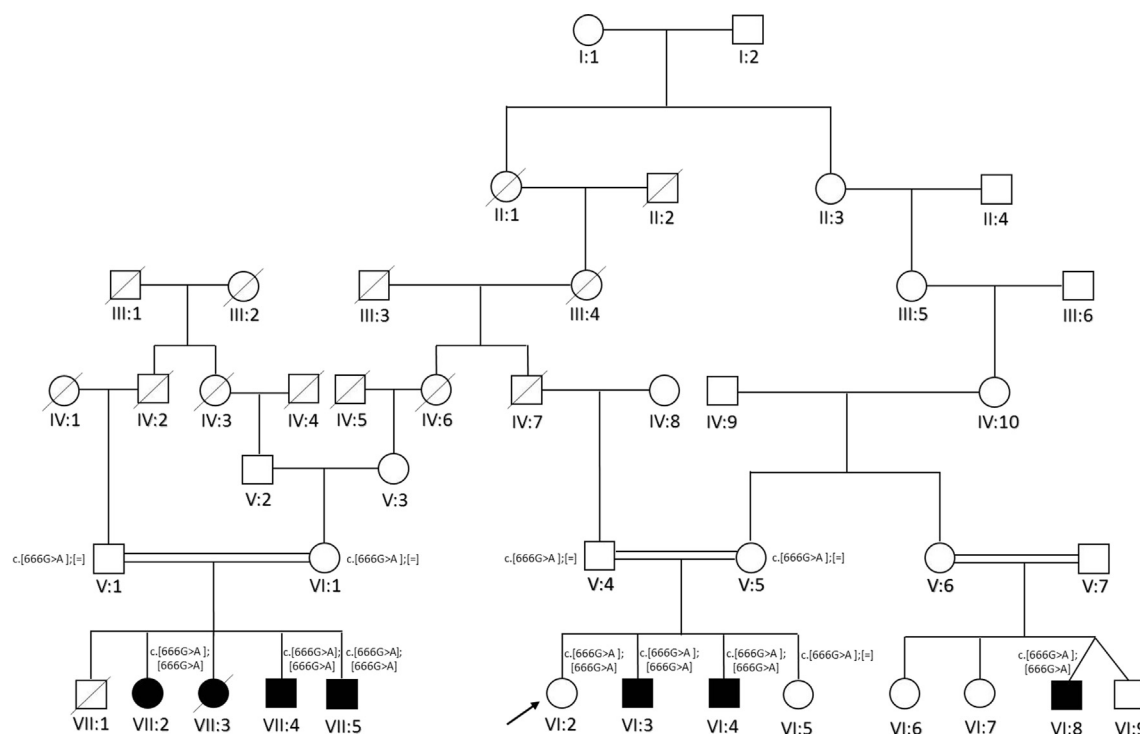 I:1 I:2
II:1 II:2 II:3 II:4
III:1 III:2 III:3 III:4 III:5 III:6
IV:1 IV:2 IV:3 IV:4 IV:5 IV:6 IV:7 IV:8 IV:9 IV:10
V:2 V:3
c.[666G>A ];[=] c.[666G>A ];[=] c.[666G>A ];[=] c.[666G>A ];[=]
V:1 VI:1 V:4 V:5 V:6 V:7
c.[666G>A ]; c.[666G>A]; c.[666G>A]; c.[666G>A ]; c.[666G>A ]; c.[666G>A ]; c.[666G>A ];[=] c.[666G>A ];
[666G>A] [666G>A] [666G>A] [666G>A] [666G>A] [666G>A] [666G>A]
VII:1 VII:2 VII:3 VII:4 VII:5 VI:2 VI:3 VI:4 VI:5 VI:6 VI:7 VI:8 VI:9